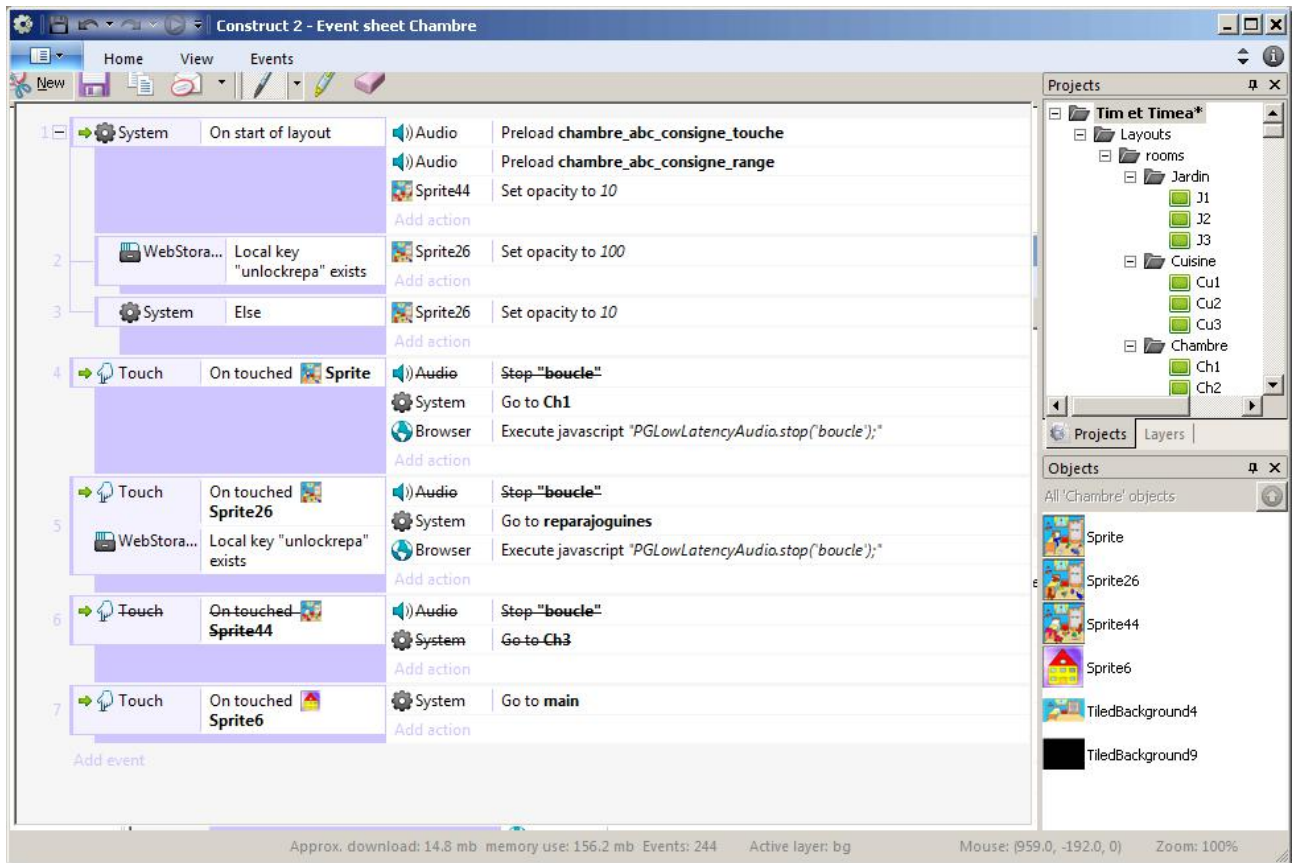 Construct 2 - Event sheet Chambre
Home View Events
New
1 System On start of layout Audio Preload chambre_abc_consigne_touche
Audio Preload chambre_abc_consigne_range
Sprite44 Set opacity to 10
Add action
2 WebStora... Local key "unlockrepa" exists Sprite26 Set opacity to 100
Add action
3 System Else Sprite26 Set opacity to 10
Add action
4 Touch On touched Sprite Audio Stop "boucle"
System Go to Ch1
Browser Execute javascript "PGLowLatencyAudio.stop('boucle');"
Add action
5 Touch On touched Sprite26 Audio Stop "boucle"
System Go to reparajoguines
WebStora... Local key "unlockrepa" exists Browser Execute javascript "PGLowLatencyAudio.stop('boucle');"
Add action
6 Touch On touched Sprite44 Audio Stop "boucle"
System Go to Ch3
Add action
7 Touch On touched Sprite6 System Go to main
Add action
Add event
Projects
Tim et Timea*
Layouts
rooms
Jardin
J1
J2
J3
Cuisine
Cu1
Cu2
Cu3
Chambre
Ch1
Ch2
Projects Layers
Objects
All 'Chambre' objects
Sprite
Sprite26
Sprite44
Sprite6
TiledBackground4
TiledBackground9
Approx. download: 14.8 mb memory use: 156.2 mb Events: 244 Active layer: bg Mouse: (959.0, -192.0, 0) Zoom: 100%